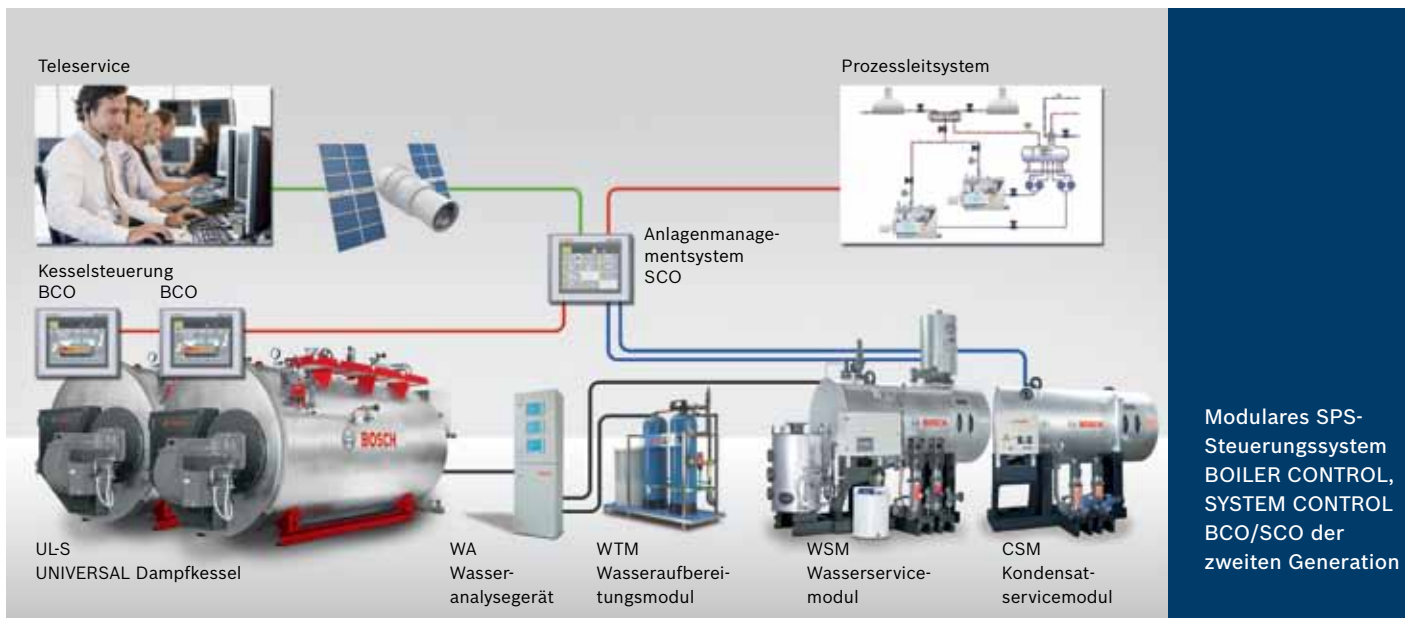 Teleservice
Prozessleitsystem
Anlagenmanage-
mentsystem
SCO
Kesselsteuerung
BCO
BCO
BOSCH
BOSCH
BOSCH
UL-S
UNIVERSAL Dampfkessel
WA
Wasser-
analysegerät
WTM
Wasseraufberei-
tungsmodul
WSM
Wasserservice-
modul
CSM
Kondensat-
servicemodul
Modulares SPS-
Steuerungssystem
BOILER CONTROL,
SYSTEM CONTROL
BCO/SCO der
zweiten Generation